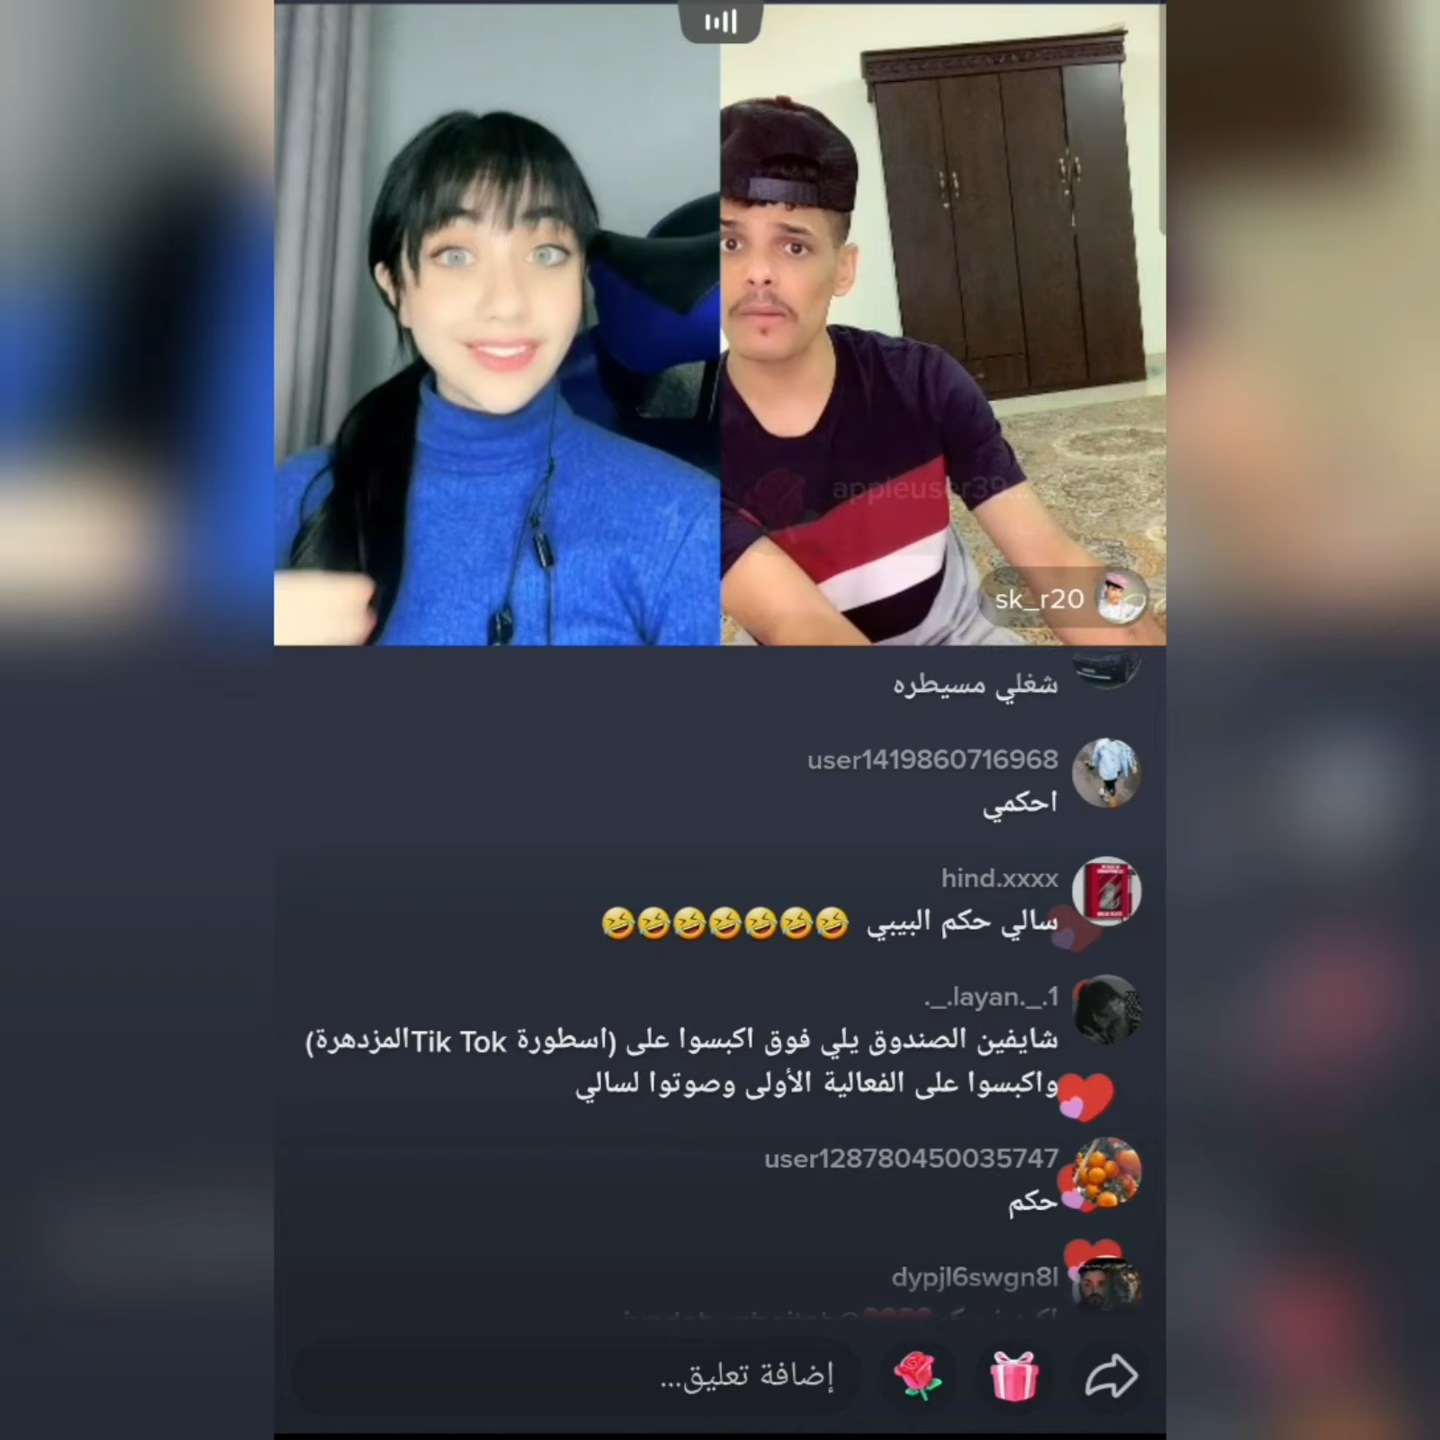 appleuser39
sk_r20
شغلي مسيطره
user1419860716968
احكمي
hind.xxxx
سالي حكم البيبي 🤣🤣🤣🤣🤣🤣🤣
._.layan._.1
شايفين الصندوق يلي فوق اكبسوا على (اسطورة Tik Tokالمزدهرة)
واكبسوا على الفعالية الأولى وصوتوا لسالي
user128780450035747
حكم
dypjl6swgn8l
إضافة تعليق...